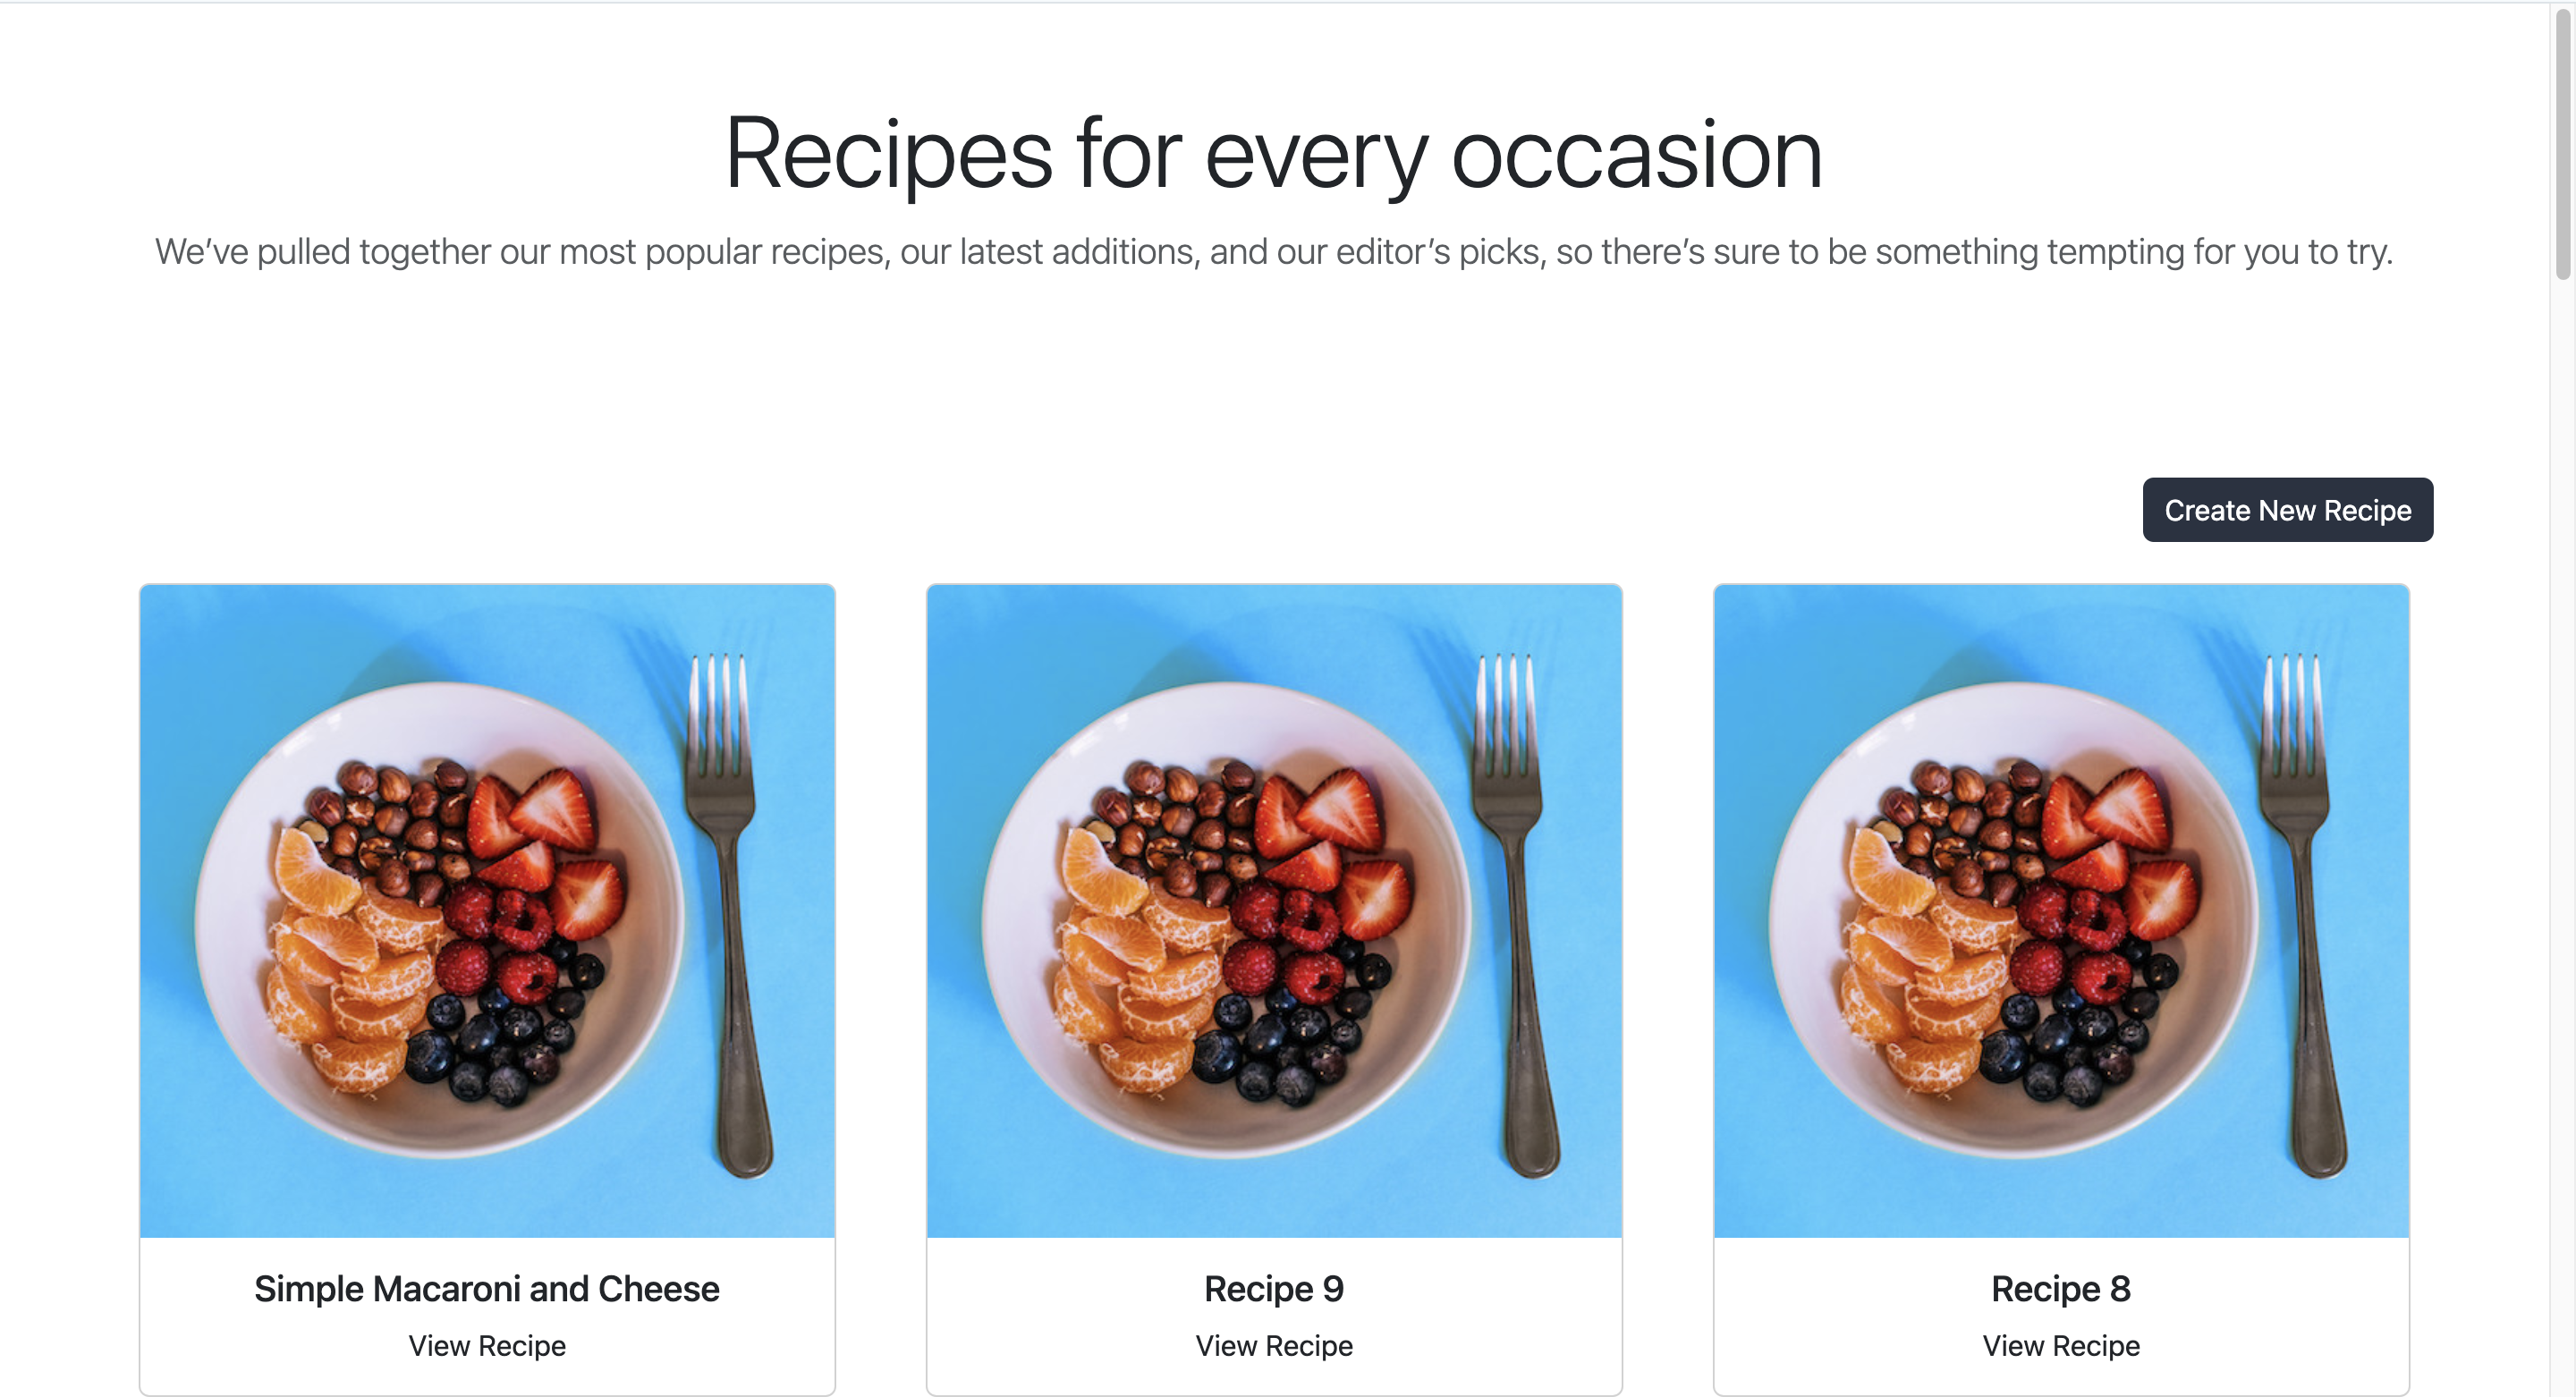 Recipes for every occasion
We’ve pulled together our most popular recipes, our latest additions, and our editor’s picks, so there’s sure to be something tempting for you to try.
Create New Recipe
Simple Macaroni and Cheese
View Recipe
Recipe 9
View Recipe
Recipe 8
View Recipe